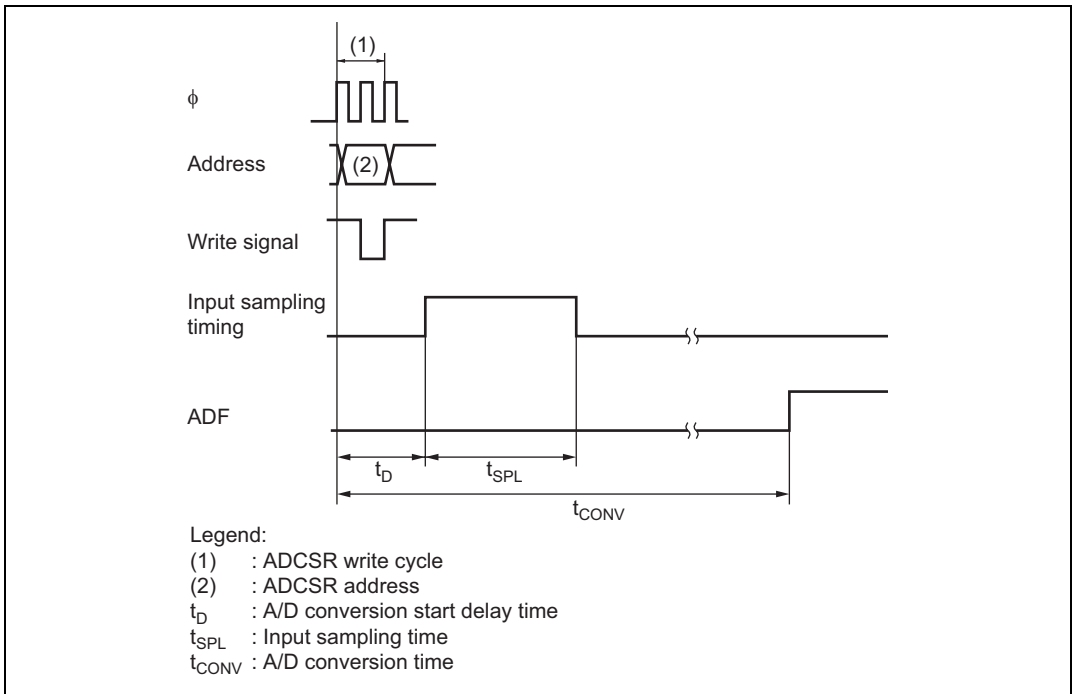 (1)
ϕ
Address
(2)
Write signal
Input sampling
timing
ADF
tD
tSPL
tCONV
Legend:
(1) : ADCSR write cycle
(2) : ADCSR address
tD : A/D conversion start delay time
tSPL : Input sampling time
tCONV : A/D conversion time